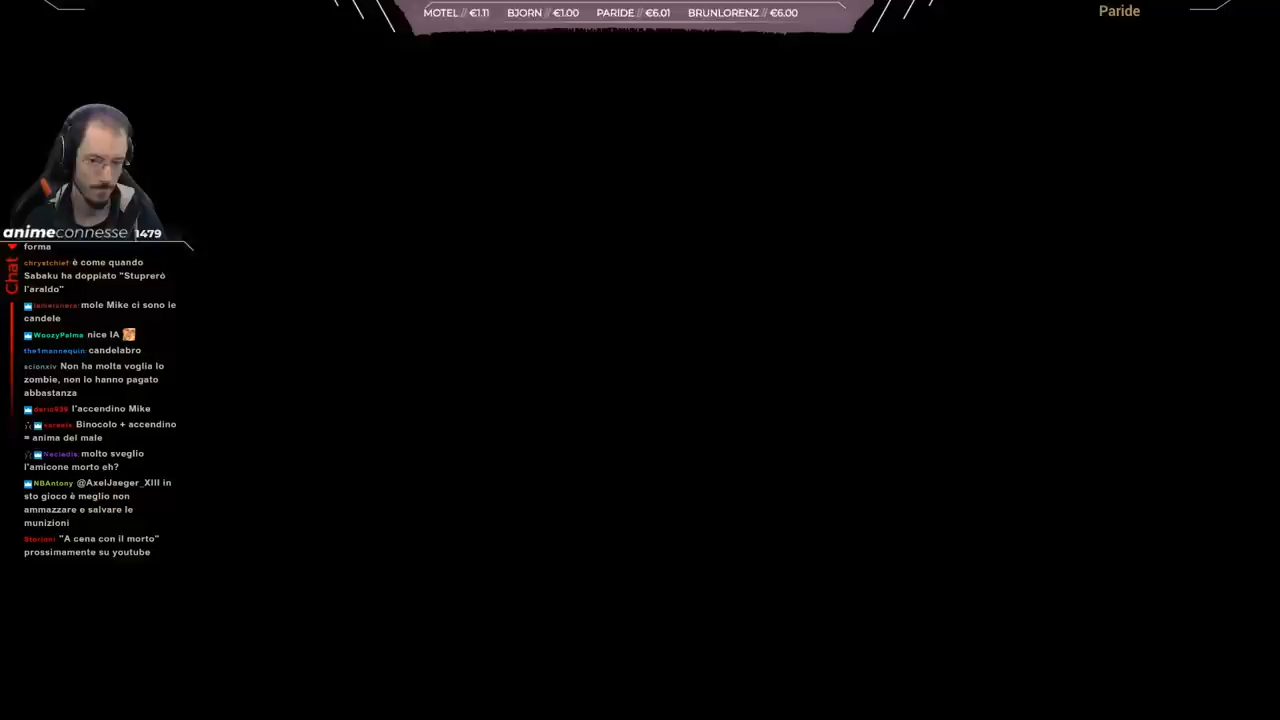 MOTEL // €1.11 BJORN // €1.00 PARIDE // €6.01 BRUNLORENZ // €6.00
Paride
animeconnesse 1479
Chat
forma
chrystchief è come quando
Sabaku ha doppiato "Stuprerò
l'araldo"
mole Mike ci sono le
candele
WoozyPalma nice IA
the1mannequin: candelabro
scionxiv Non ha molta voglia lo
zombie, non lo hanno pagato
abbastanza
dario939 l'accendino Mike
Binocolo + accendino
= anima del male
Necladis: molto sveglio
l'amicone morto eh?
NBAntony @AxelJaeger_XIII in
sto gioco è meglio non
ammazzare e salvare le
munizioni
"A cena con il morto"
prossimamente su youtube